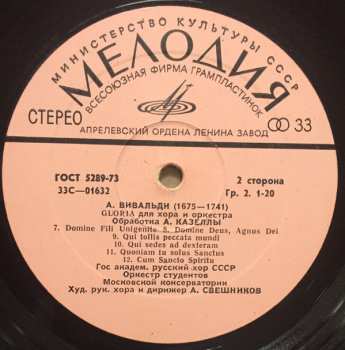 МИНИСТЕРСТВО КУЛЬТУРЫ СССР
МЕЛОДИЯ
ВСЕСОЮЗНАЯ ФИРМА ГРАМПЛАСТИНОК
СТЕРЕО
33
АПРЕЛЕВСКИЙ ОРДЕНА ЛЕНИНА ЗАВОД
ГОСТ 5289-73
2 сторона
33С—01632
Гр. 2. 1-20
А. ВИВАЛЬДИ (1675—1741)
GLORIA для хора и оркестра
Обработка А. КАЗЕЛЛЫ
7. Domine Fili Unigenite 8. Domine Deus, Agnus Dei
9. Qui tollis peccata mundi
10. Qui sedes ad dexteram
11. Quoniam tu solus Sanctus
12. Cum Sancto Spiritu
Гос академ. русский хор СССР
Оркестр студентов
Московской консерватории
Худ. рук. хора и дирижер А. СВЕШНИКОВ